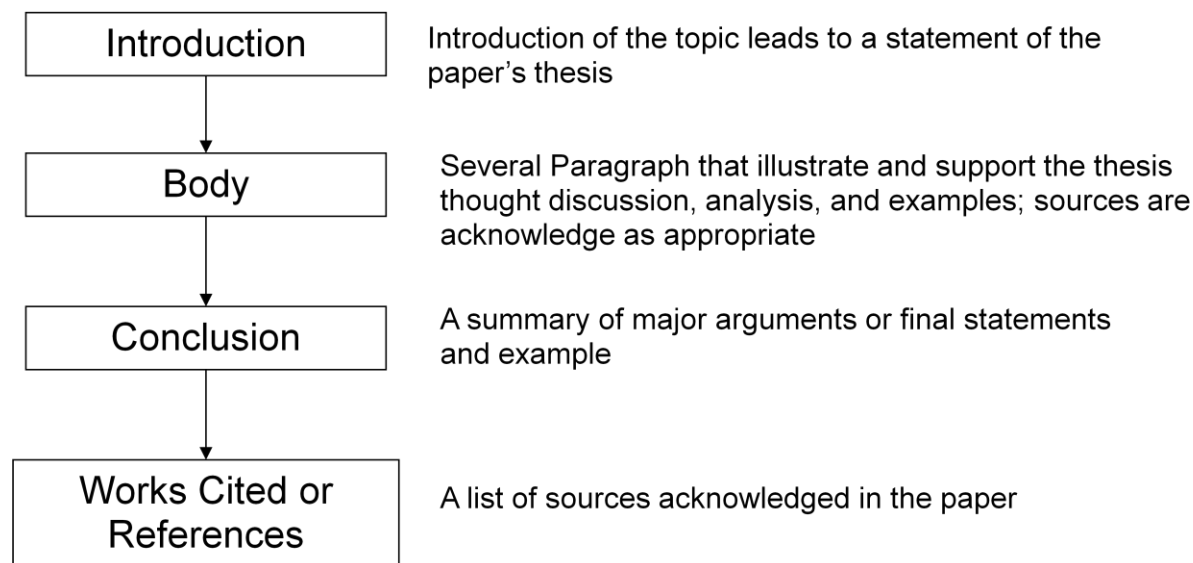 Introduction
Introduction of the topic leads to a statement of the
paper’s thesis
Body
Several Paragraph that illustrate and support the thesis
thought discussion, analysis, and examples; sources are
acknowledge as appropriate
Conclusion
A summary of major arguments or final statements
and example
Works Cited or
References
A list of sources acknowledged in the paper